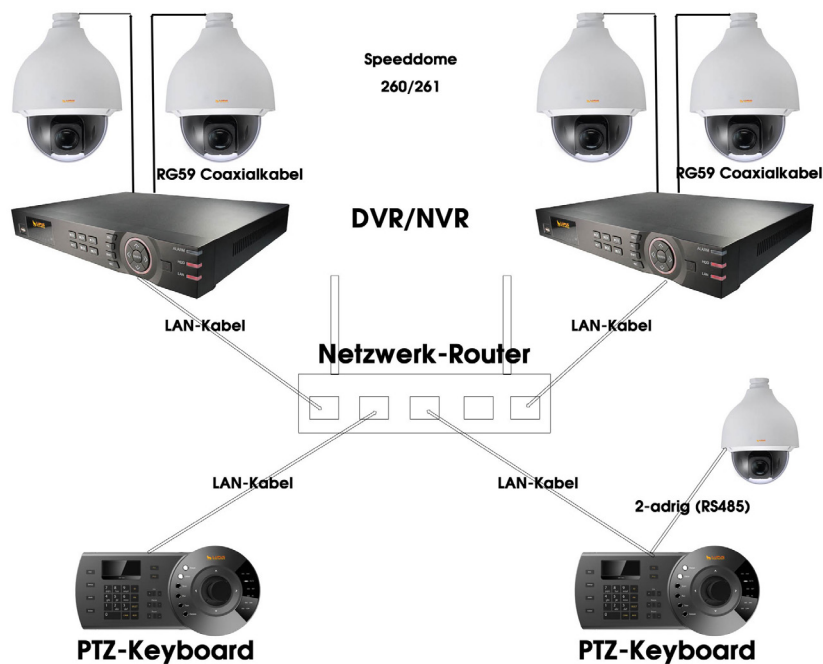 Speeddome
260/261
RG59 Coaxialkabel
RG59 Coaxialkabel
DVR/NVR
LAN-Kabel
LAN-Kabel
Netzwerk-Router
LAN-Kabel
LAN-Kabel
2-adrig (RS485)
PTZ-Keyboard
PTZ-Keyboard